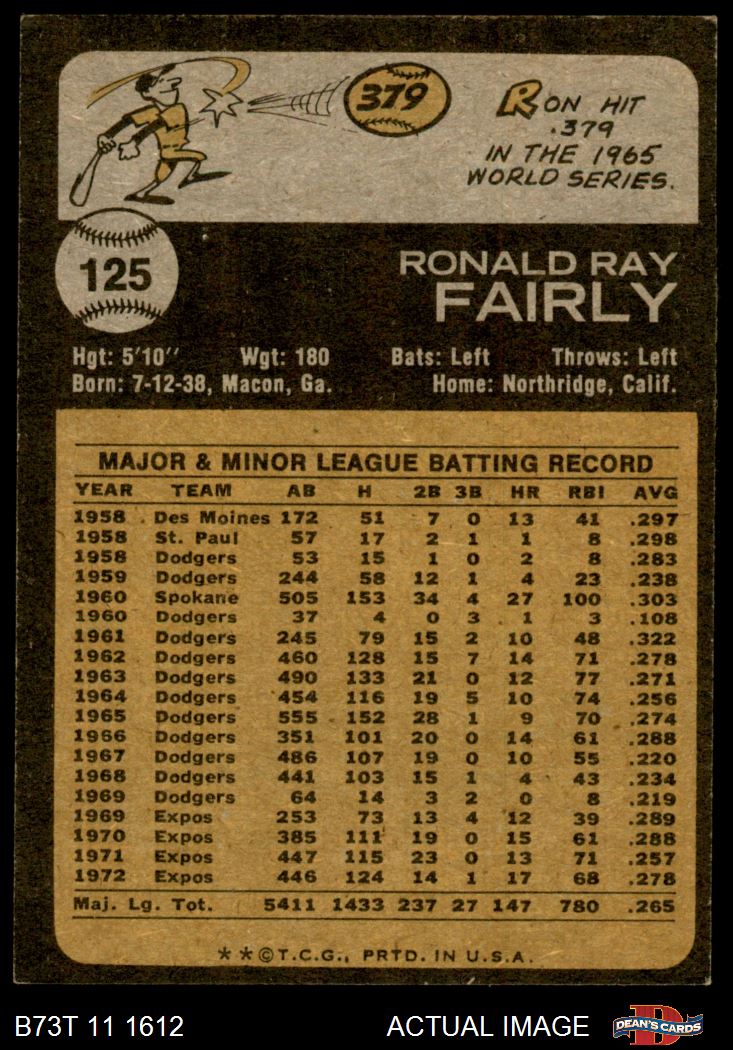 379
RON HIT
.379
IN THE 1965
WORLD SERIES.
125
RONALD RAY
FAIRLY
Hgt: 5'10" Wgt: 180 Bats: Left Throws: Left
Born: 7-12-38, Macon, Ga. Home: Northridge, Calif.
MAJOR & MINOR LEAGUE BATTING RECORD
YEAR TEAM AB H 2B 3B HR RBI AVG
1958 Des Moines 172 51 7 0 13 41 .297
1958 St. Paul 57 17 2 1 1 8 .298
1958 Dodgers 53 15 1 0 2 8 .283
1959 Dodgers 244 58 12 1 4 23 .238
1960 Spokane 505 153 34 4 27 100 .303
1960 Dodgers 37 4 0 3 1 3 .108
1961 Dodgers 245 79 15 2 10 48 .322
1962 Dodgers 460 128 15 7 14 71 .278
1963 Dodgers 490 133 21 0 12 77 .271
1964 Dodgers 454 116 19 5 10 74 .256
1965 Dodgers 555 152 28 1 9 70 .274
1966 Dodgers 351 101 20 0 14 61 .288
1967 Dodgers 486 107 19 0 10 55 .220
1968 Dodgers 441 103 15 1 4 43 .234
1969 Dodgers 64 14 3 2 0 8 .219
1969 Expos 253 73 13 4 12 39 .289
1970 Expos 385 111 19 0 15 61 .288
1971 Expos 447 115 23 0 13 71 .257
1972 Expos 446 124 14 1 17 68 .278
Maj. Lg. Tot. 5411 1433 237 27 147 780 .265
**©T.C.G., PRTD. IN U.S.A.
B73T 11 1612 ACTUAL IMAGE D DEAN'S CARDS